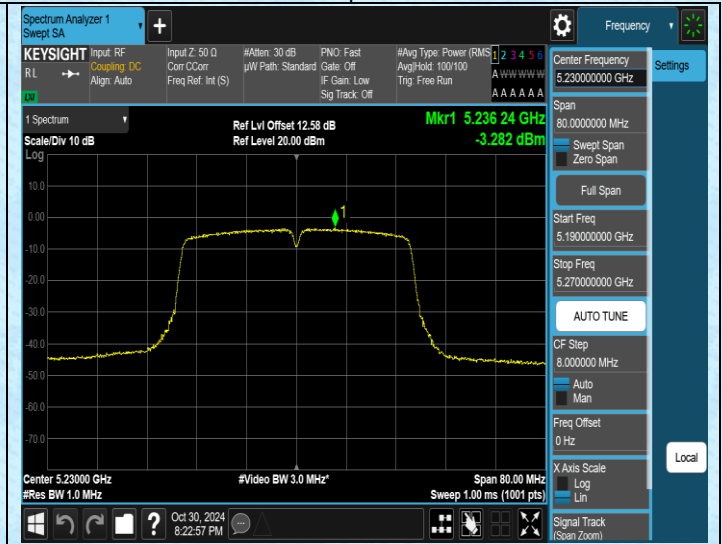 Spectrum Analyzer 1
Swept SA
Frequency
KEYSIGHT
RL
LXI
Input: RF
Coupling: DC
Align: Auto
Input Z: 50 Ω
Corr CCorr
Freq Ref: Int (S)
#Atten: 30 dB
µW Path: Standard
PNO: Fast
Gate: Off
IF Gain: Low
Sig Track: Off
#Avg Type: Power (RMS
Avg|Hold: 100/100
Trig: Free Run
1 2 3 4 5 6
A W W W W W
A A A A A A
1 Spectrum
Scale/Div 10 dB
Log
Ref Lvl Offset 12.58 dB
Ref Level 20.00 dBm
Mkr1 5.236 24 GHz
-3.282 dBm
1
10.0
0.00
-10.0
-20.0
-30.0
-40.0
-50.0
-60.0
-70.0
Center 5.23000 GHz
#Res BW 1.0 MHz
#Video BW 3.0 MHz*
Span 80.00 MHz
Sweep 1.00 ms (1001 pts)
?
Oct 30, 2024
8:22:57 PM
Center Frequency
5.230000000 GHz
Span
80.0000000 MHz
Swept Span
Zero Span
Full Span
Start Freq
5.190000000 GHz
Stop Freq
5.270000000 GHz
AUTO TUNE
CF Step
8.000000 MHz
Auto
Man
Freq Offset
0 Hz
X Axis Scale
Log
Lin
Signal Track
(Span Zoom)
Settings
Local